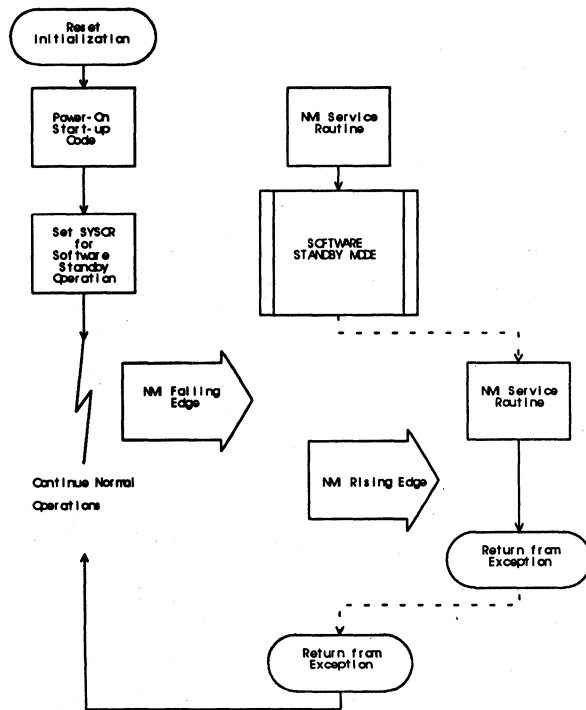 Reset
Initialization
Power-On
Start-up
Code
Set SYSCR
for
Software
Standby
Operation
NMI Service
Routine
SOFTWARE
STANDBY MODE
NMI Falling
Edge
NMI Service
Routine
NMI Rising Edge
Continue Normal
Operations
Return from
Exception
Return from
Exception